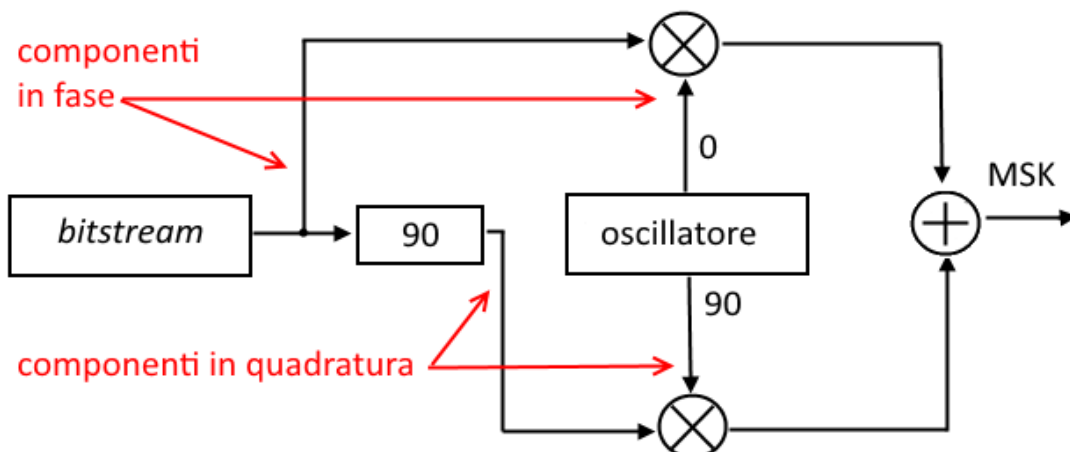 componenti
in fase
0
MSK
bitstream
90
oscillatore
90
componenti in quadratura